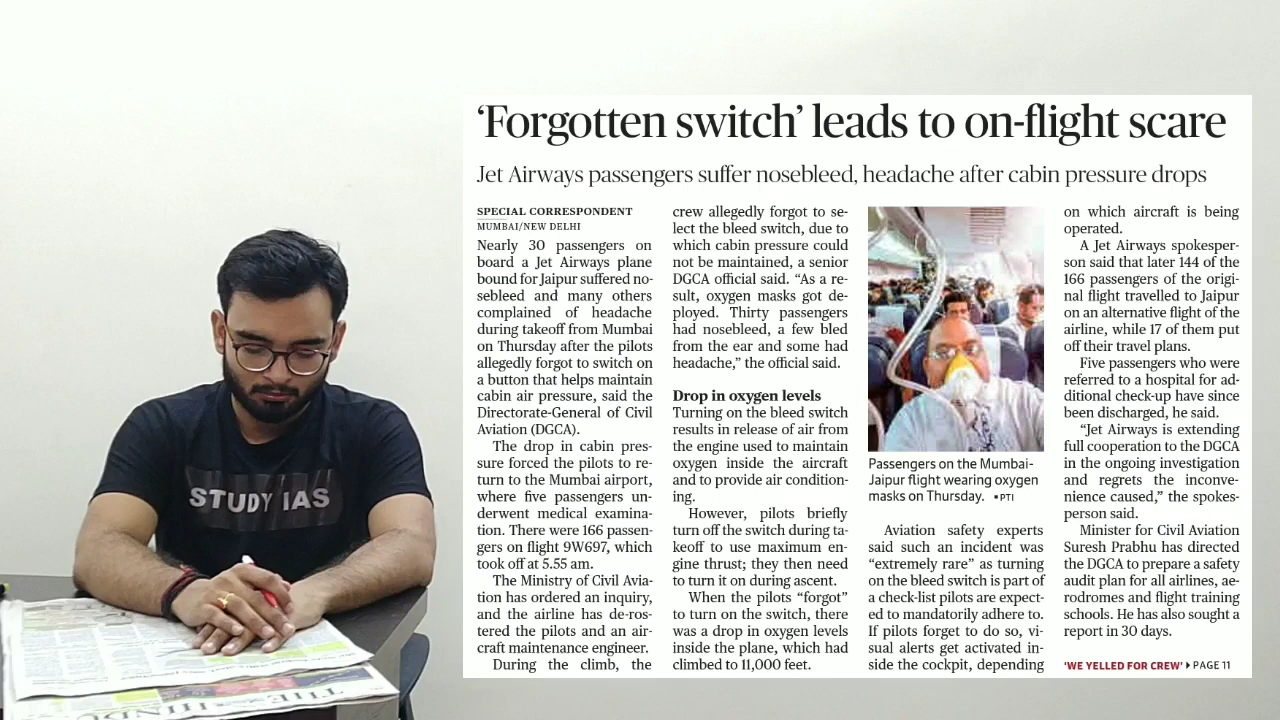 ‘Forgotten switch’ leads to on-flight scare
Jet Airways passengers suffer nosebleed, headache after cabin pressure drops
SPECIAL CORRESPONDENT
MUMBAI/NEW DELHI
Nearly 30 passengers on
board a Jet Airways plane
bound for Jaipur suffered no-
sebleed and many others
complained of headache
during takeoff from Mumbai
on Thursday after the pilots
allegedly forgot to switch on
a button that helps maintain
cabin air pressure, said the
Directorate-General of Civil
Aviation (DGCA).
The drop in cabin pres-
sure forced the pilots to re-
turn to the Mumbai airport,
where five passengers un-
derwent medical examina-
tion. There were 166 passen-
gers on flight 9W697, which
took off at 5.55 am.
The Ministry of Civil Avia-
tion has ordered an inquiry,
and the airline has de-ros-
tered the pilots and an air-
craft maintenance engineer.
During the climb, the
crew allegedly forgot to se-
lect the bleed switch, due to
which cabin pressure could
not be maintained, a senior
DGCA official said. “As a re-
sult, oxygen masks got de-
ployed. Thirty passengers
had nosebleed, a few bled
from the ear and some had
headache,” the official said.
Drop in oxygen levels
Turning on the bleed switch
results in release of air from
the engine used to maintain
oxygen inside the aircraft
and to provide air condition-
ing.
However, pilots briefly
turn off the switch during ta-
keoff to use maximum en-
gine thrust; they then need
to turn it on during ascent.
When the pilots “forgot”
to turn on the switch, there
was a drop in oxygen levels
inside the plane, which had
climbed to 11,000 feet.
Passengers on the Mumbai-
Jaipur flight wearing oxygen
masks on Thursday. •PTI
Aviation safety experts
said such an incident was
“extremely rare” as turning
on the bleed switch is part of
a check-list pilots are expect-
ed to mandatorily adhere to.
If pilots forget to do so, vi-
sual alerts get activated in-
side the cockpit, depending
on which aircraft is being
operated.
A Jet Airways spokesper-
son said that later 144 of the
166 passengers of the origi-
nal flight travelled to Jaipur
on an alternative flight of the
airline, while 17 of them put
off their travel plans.
Five passengers who were
referred to a hospital for ad-
ditional check-up have since
been discharged, he said.
“Jet Airways is extending
full cooperation to the DGCA
in the ongoing investigation
and regrets the inconve-
nience caused,” the spokes-
person said.
Minister for Civil Aviation
Suresh Prabhu has directed
the DGCA to prepare a safety
audit plan for all airlines, ae-
rodromes and flight training
schools. He has also sought a
report in 30 days.
‘WE YELLED FOR CREW’ PAGE 11
STUDY IAS
THE HINDU